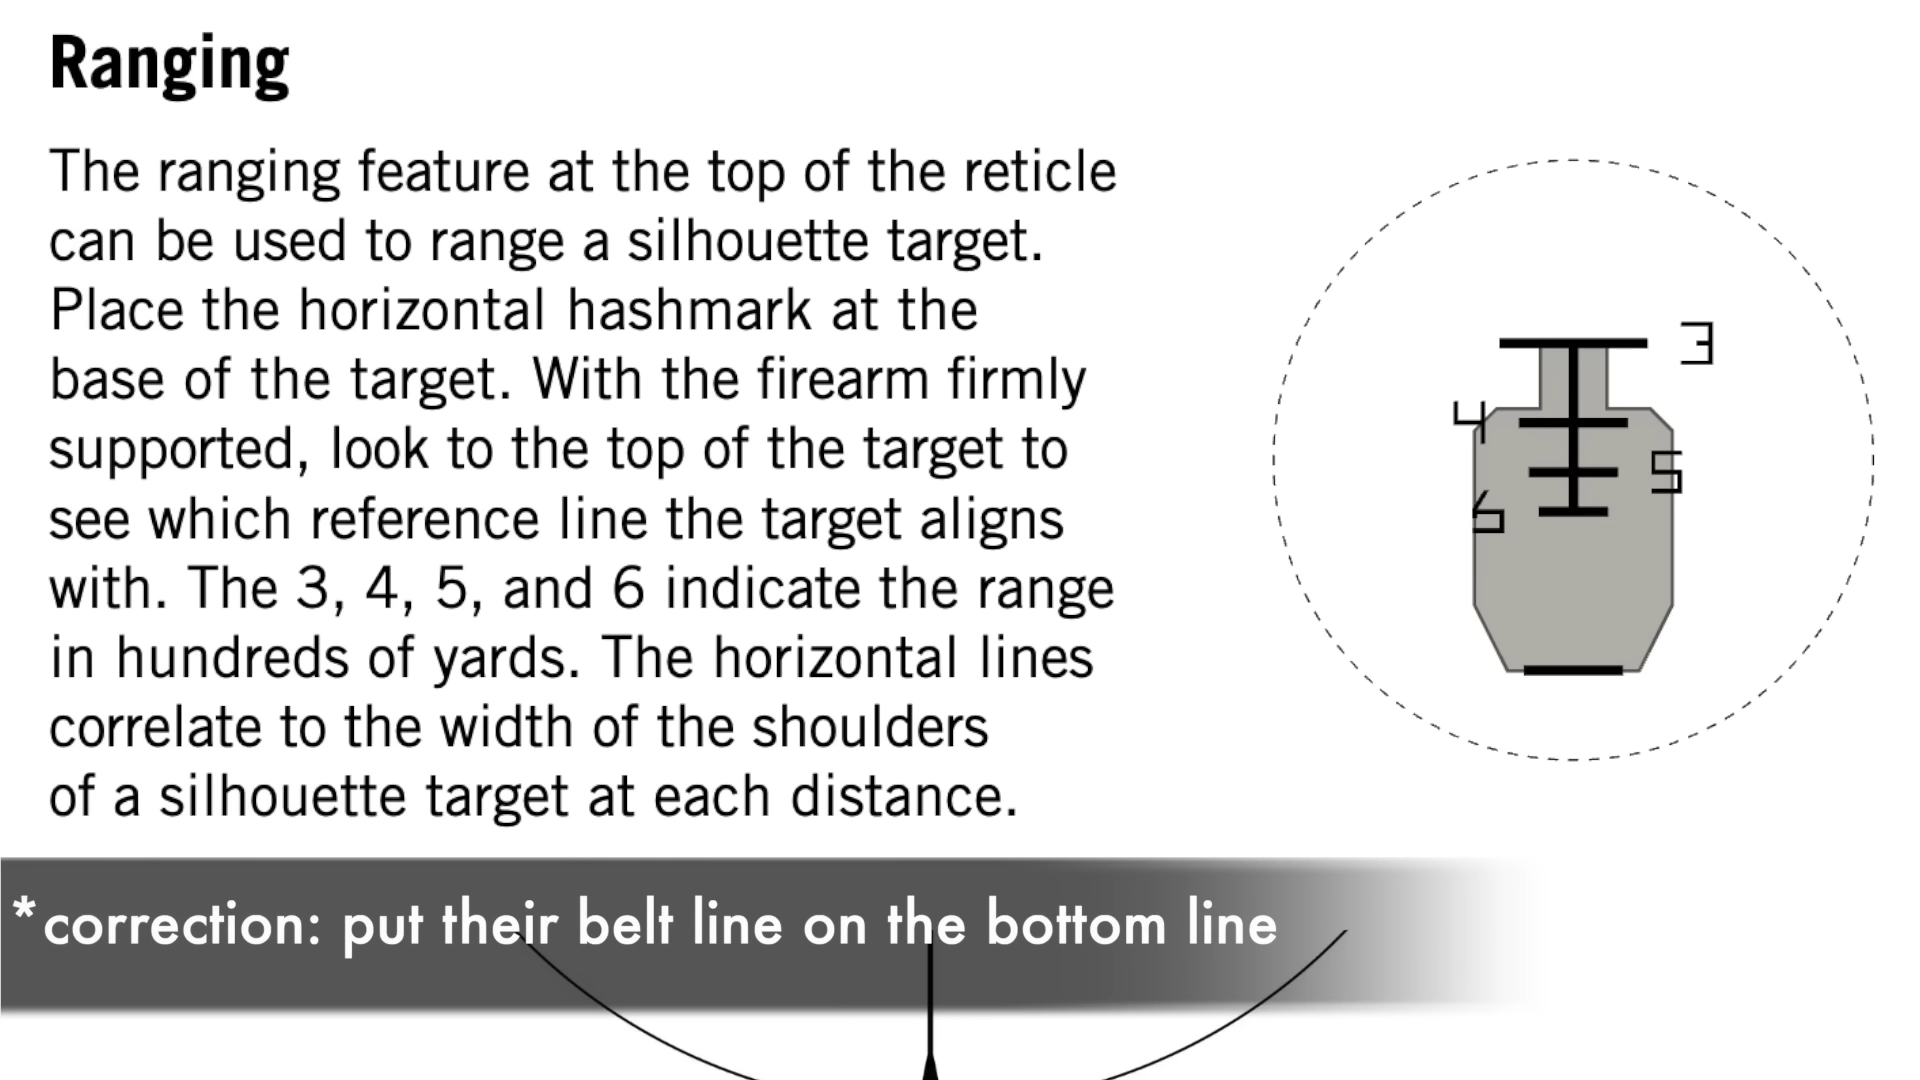 Ranging
The ranging feature at the top of the reticle
can be used to range a silhouette target.
Place the horizontal hashmark at the
base of the target. With the firearm firmly
supported, look to the top of the target to
see which reference line the target aligns
with. The 3, 4, 5, and 6 indicate the range
in hundreds of yards. The horizontal lines
correlate to the width of the shoulders
of a silhouette target at each distance.
3
4
5
6
*correction: put their belt line on the bottom line